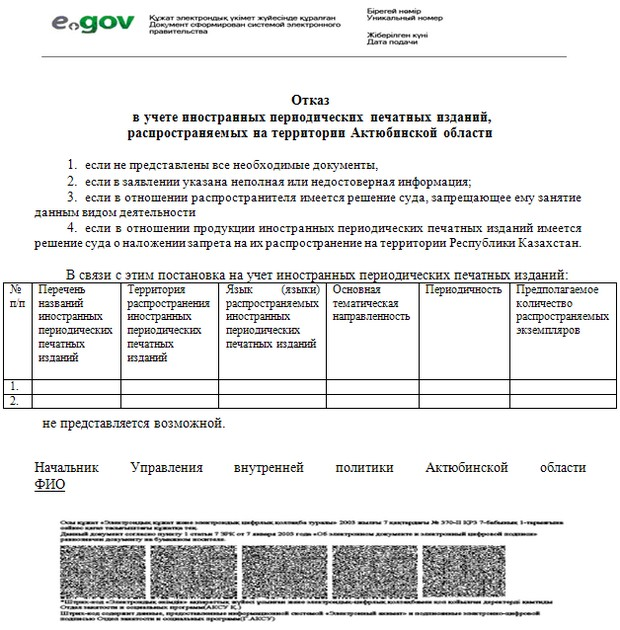 e.gov
Құжат электрондық үкімет жүйесінде құралған
Документ сформирован системой электронного
правительства
Бірегей нөмір
Уникальный номер
Жіберілген күні
Дата подачи
Отказ
в учете иностранных периодических печатных изданий,
распространяемых на территории Актюбинской области
1. если не представлены все необходимые документы,
2. если в заявлении указана неполная или недостоверная информация;
3. если в отношении распространителя имеется решение суда, запрещающее ему занятие
данным видом деятельности
4. если в отношении продукции иностранных периодических печатных изданий имеется
решение суда о наложении запрета на их распространение на территории Республики Казахстан.
В связи с этим постановка на учет иностранных периодических печатных изданий:
№ п/п
Перечень названий иностранных периодических печатных изданий
Территория распространения иностранных периодических печатных изданий
Язык (языки) распространяемых иностранных периодических печатных изданий
Основная тематическая направленность
Периодичность
Предполагаемое количество распространяемых экземпляров
1.
2.
не представляется возможной.
Начальник Управления внутренней политики Актюбинской области
ФИО
Осы құжат «Электрондық құжат және электрондық цифрлық қолтаңба туралы» 2003 жылғы 7 қаңтардағы № 370-II ҚРЗ 7-бабының 1-тармағына
сәйкес қағаз тасығыштағы құжатқа тең.
Данный документ согласно пункту 1 статьи 7 ЗРК от 7 января 2003 года «Об электронном документе и электронной цифровой подписи»
равнозначен документу на бумажном носителе.